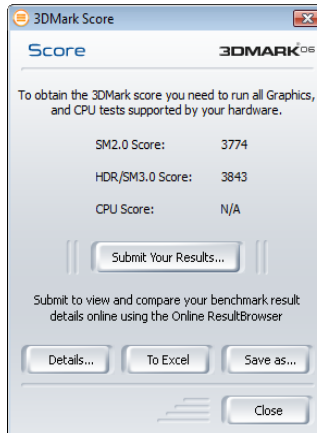 3DMark Score
Score
3DMARK®06
To obtain the 3DMark score you need to run all Graphics,
and CPU tests supported by your hardware.
SM2.0 Score: 3774
HDR/SM3.0 Score: 3843
CPU Score: N/A
Submit Your Results...
Submit to view and compare your benchmark result
details online using the Online ResultBrowser
Details... To Excel Save as...
Close